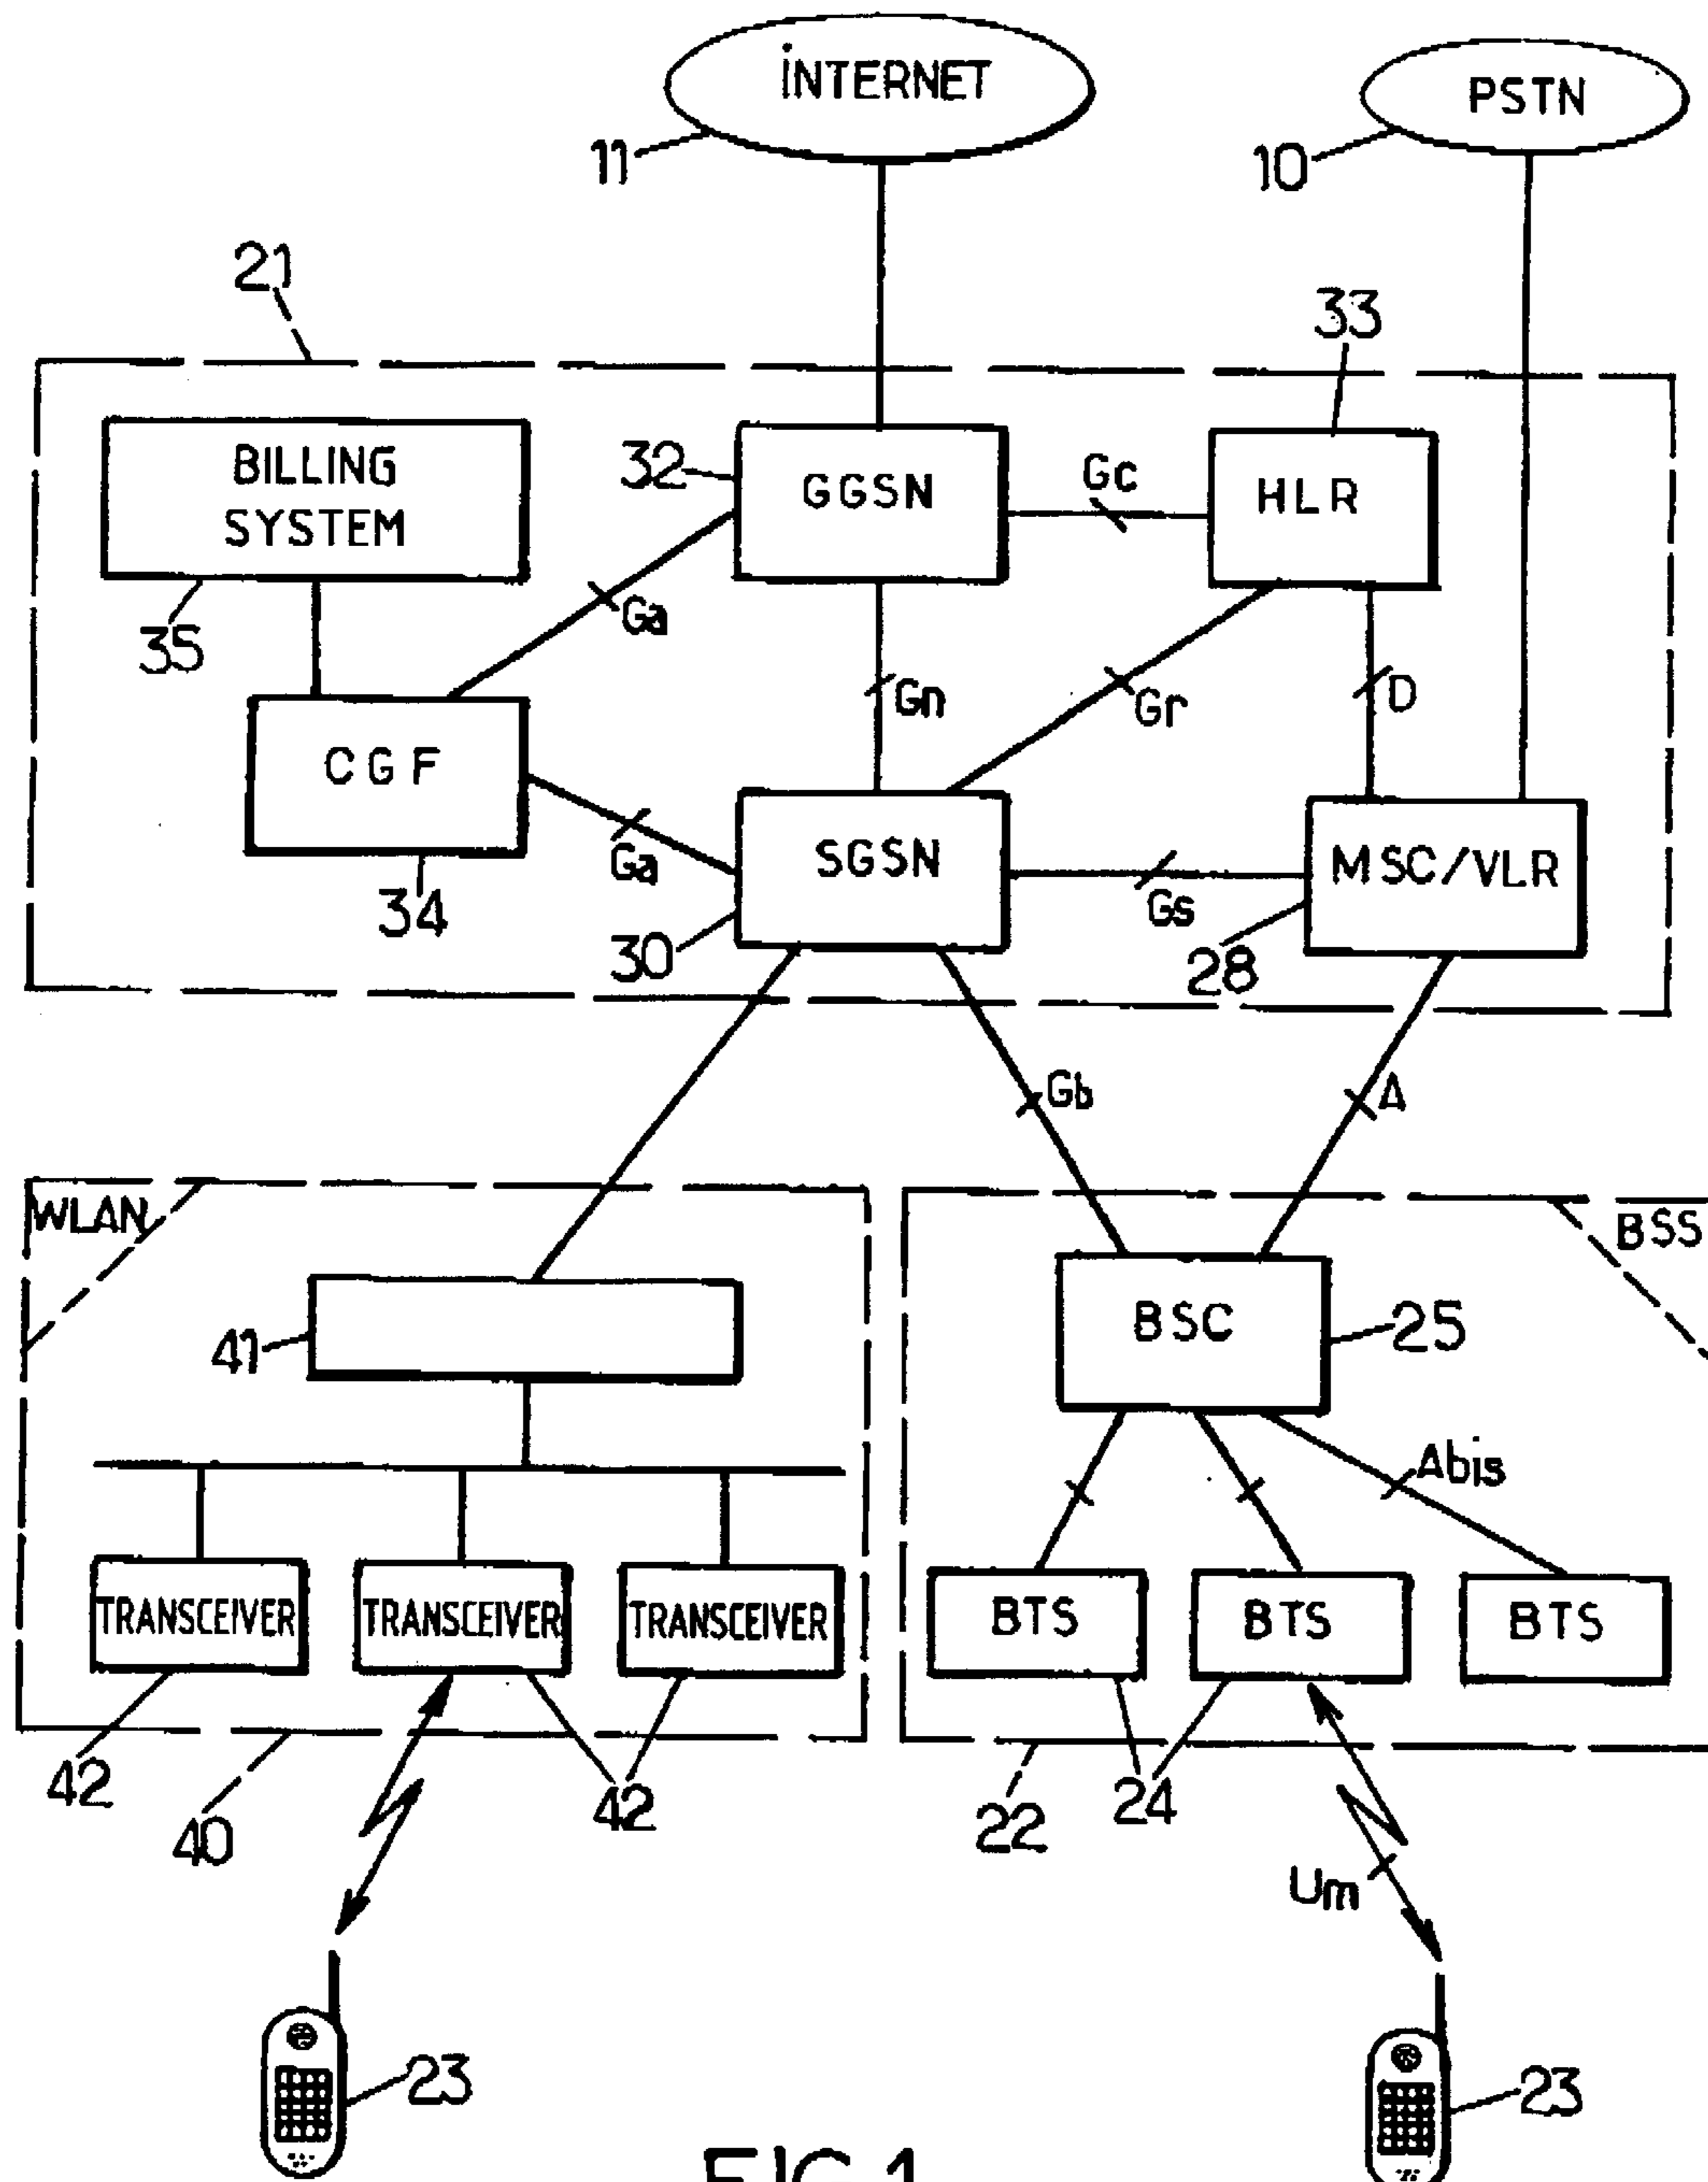 INTERNET
PSTN
11
10
21
33
BILLING
SYSTEM
32
GGSN
Gc
HLR
35
Ga
Gn
Gr
D
CGF
Ga
SGSN
Gs
MSC/VLR
34
30
28
Gb
A
WLAN
BSS
41
BSC
25
Abis
TRANSCEIVER
TRANSCEIVER
TRANSCEIVER
BTS
BTS
BTS
42
40
42
22
24
Um
23
23
FIG.1